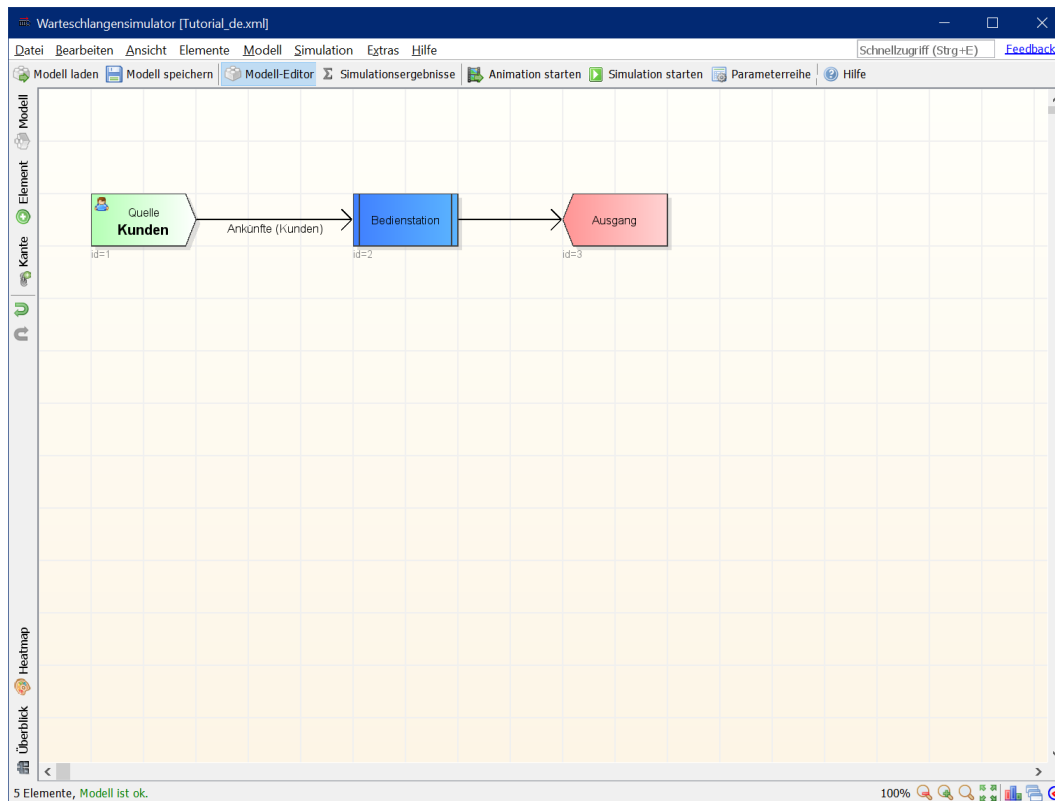 Warteschlangensimulator [Tutorial_de.xml]
Datei Bearbeiten Ansicht Elemente Modell Simulation Extras Hilfe Schnellzugriff (Strg+E) Feedback
Modell laden Modell speichern Modell-Editor Σ Simulationsergebnisse Animation starten Simulation starten Parameterreihe Hilfe
Modell
Element
Kante
Quelle
Kunden
id=1
Ankünfte (Kunden)
Bedienstation
id=2
Ausgang
id=3
Heatmap
Überblick
5 Elemente, Modell ist ok. 100%